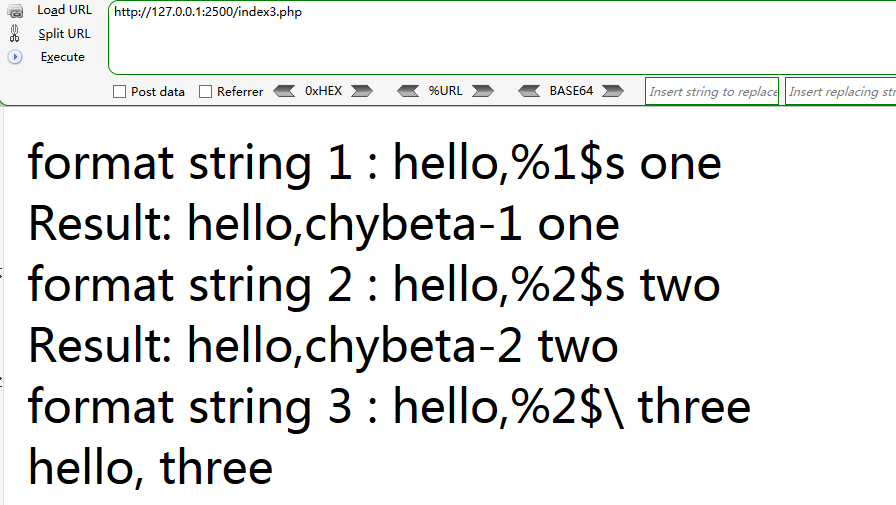 Load URL
http://127.0.0.1:2500/index3.php
Split URL
Execute
Post data Referrer 0xHEX %URL BASE64 Insert string to replace Insert replacing str
format string 1 : hello,%1$s one
Result: hello,chybeta-1 one
format string 2 : hello,%2$s two
Result: hello,chybeta-2 two
format string 3 : hello,%2$\ three
hello, three